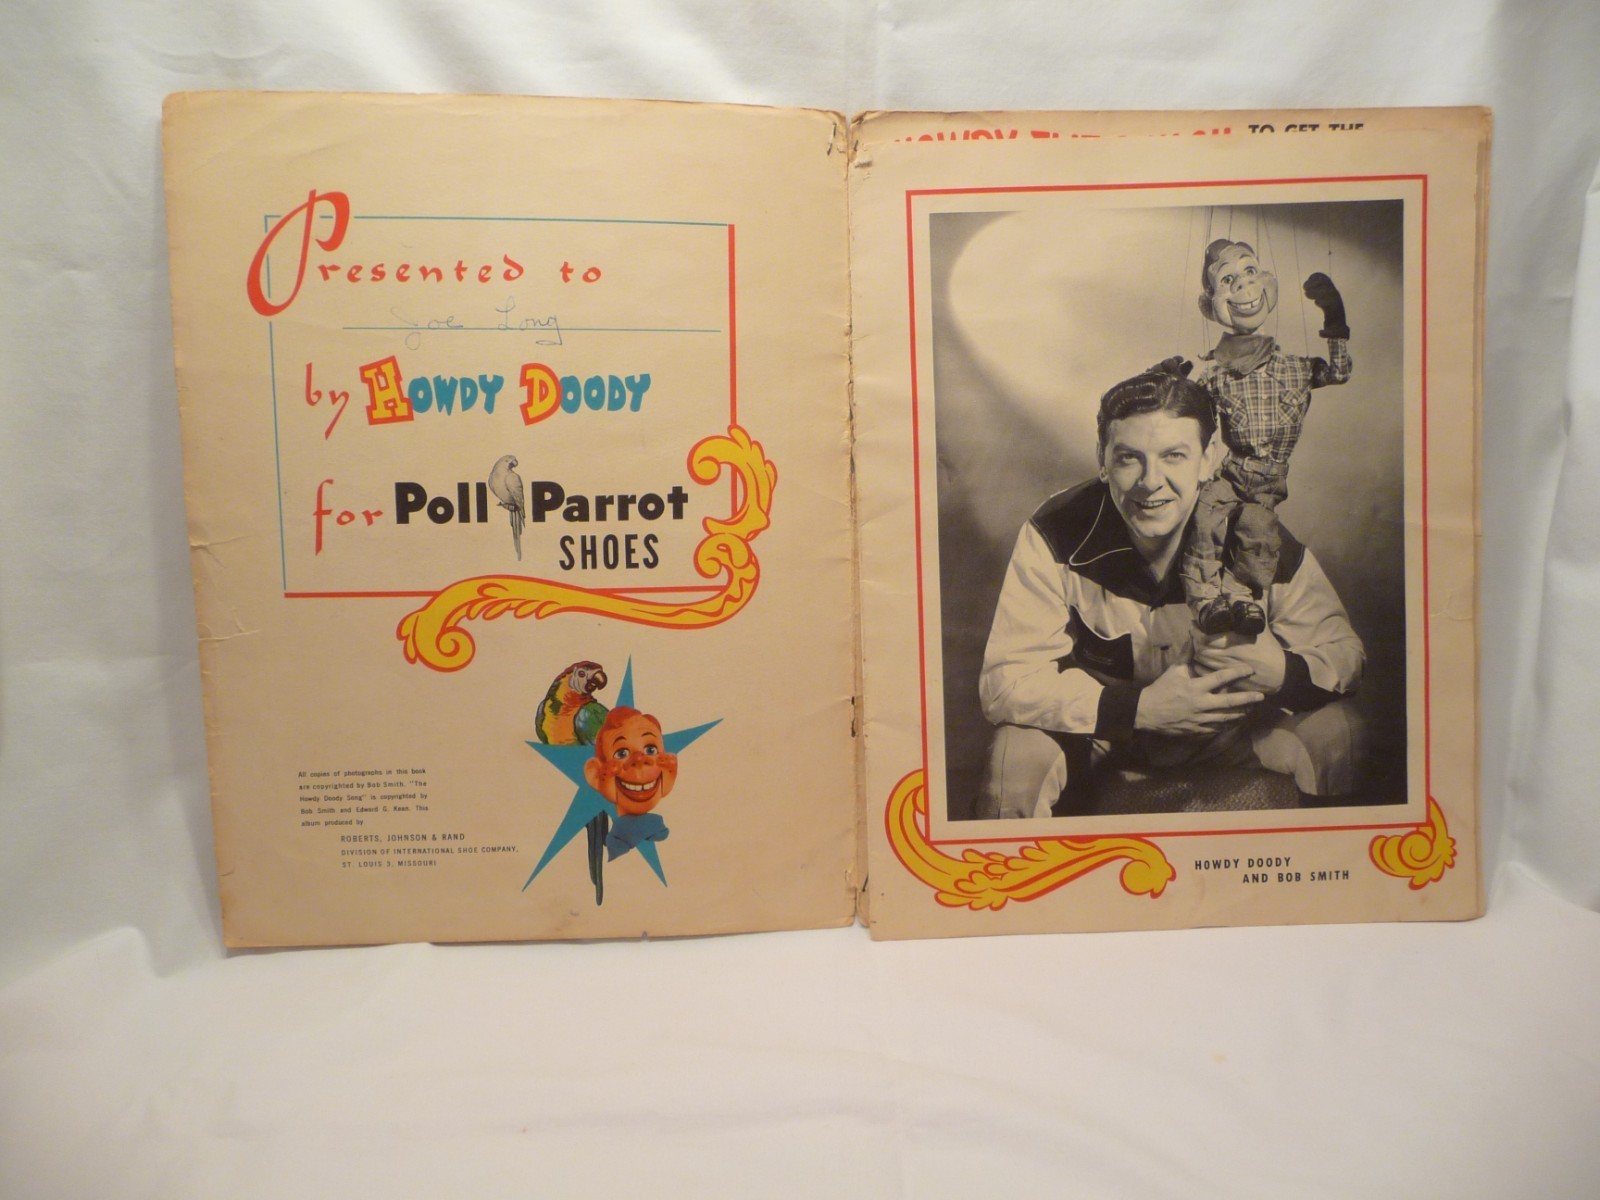 Presented to
Joe Long
by HOWDY DOODY
for Poll Parrot
SHOES
All copies of photographs in this book
are copyrighted by Bob Smith. "The
Howdy Doody Song" is copyrighted by
Bob Smith and Edward G. Kean. This
album produced by
ROBERTS, JOHNSON & RAND
DIVISION OF INTERNATIONAL SHOE COMPANY,
ST. LOUIS 3, MISSOURI
HOWDY TO GET THE
HOWDY DOODY
AND BOB SMITH